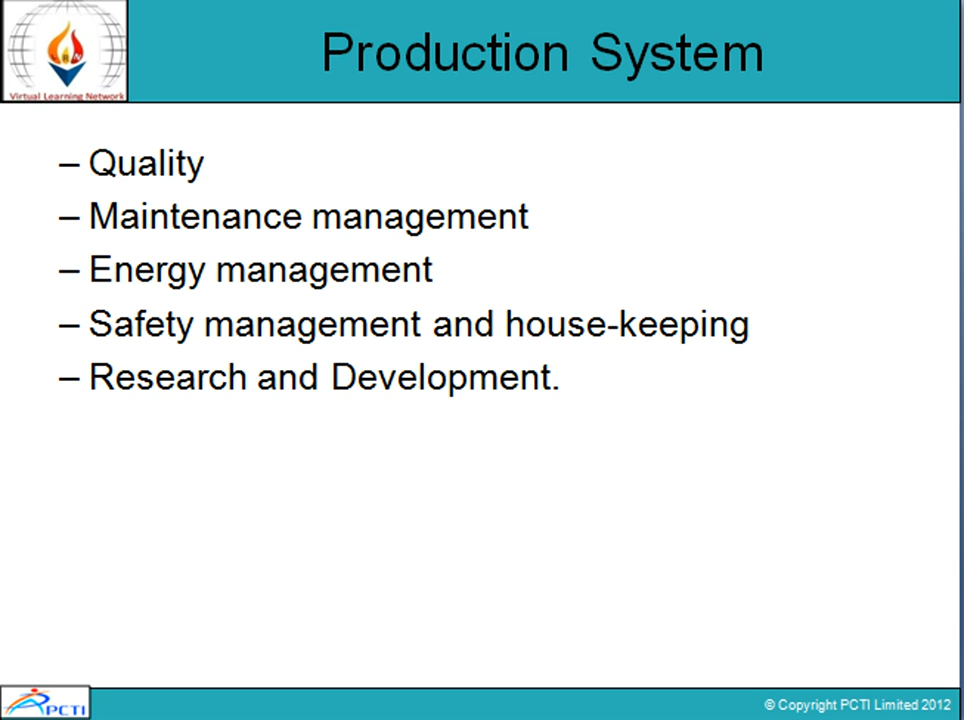 Production System
Virtual Learning Network
– Quality
– Maintenance management
– Energy management
– Safety management and house-keeping
– Research and Development.
PCTI
© Copyright PCTI Limited 2012